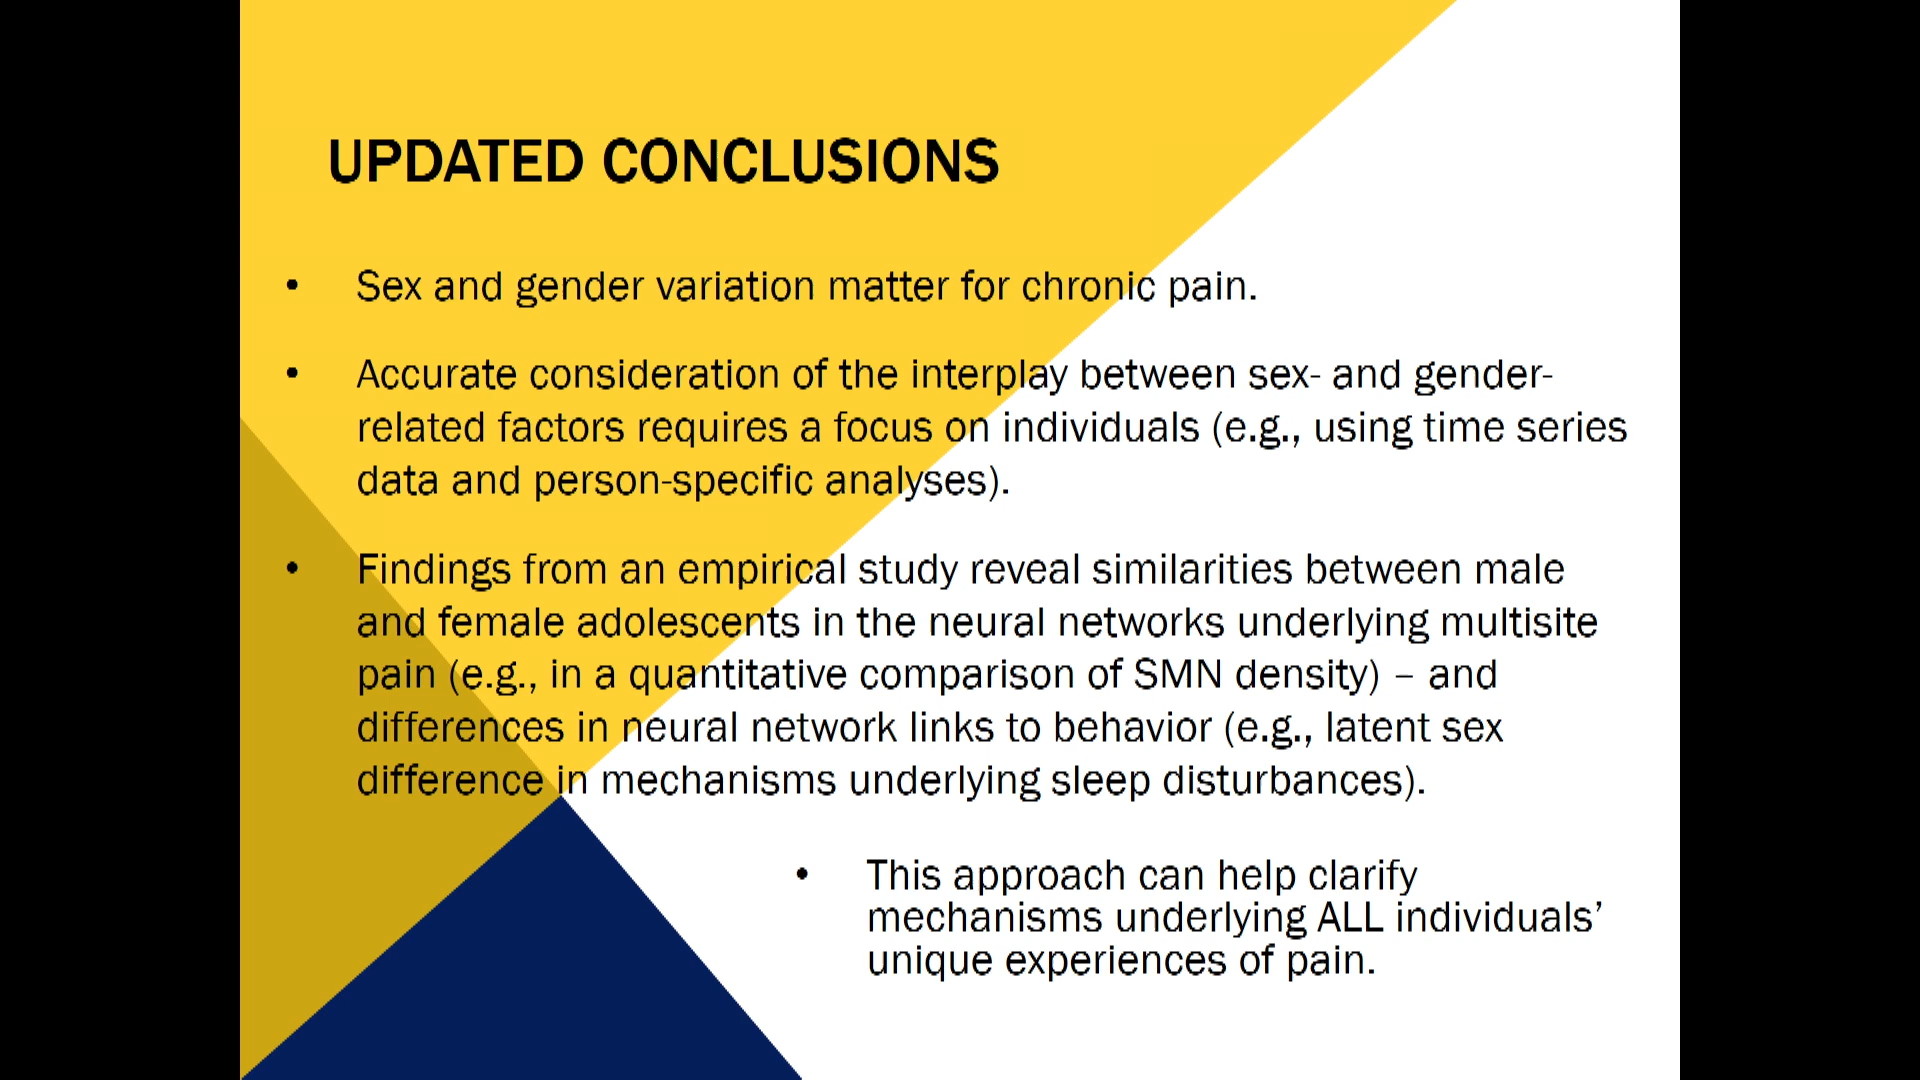 UPDATED CONCLUSIONS
• Sex and gender variation matter for chronic pain.
• Accurate consideration of the interplay between sex- and gender-
related factors requires a focus on individuals (e.g., using time series
data and person-specific analyses).
• Findings from an empirical study reveal similarities between male
and female adolescents in the neural networks underlying multisite
pain (e.g., in a quantitative comparison of SMN density) – and
differences in neural network links to behavior (e.g., latent sex
difference in mechanisms underlying sleep disturbances).
• This approach can help clarify
mechanisms underlying ALL individuals’
unique experiences of pain.